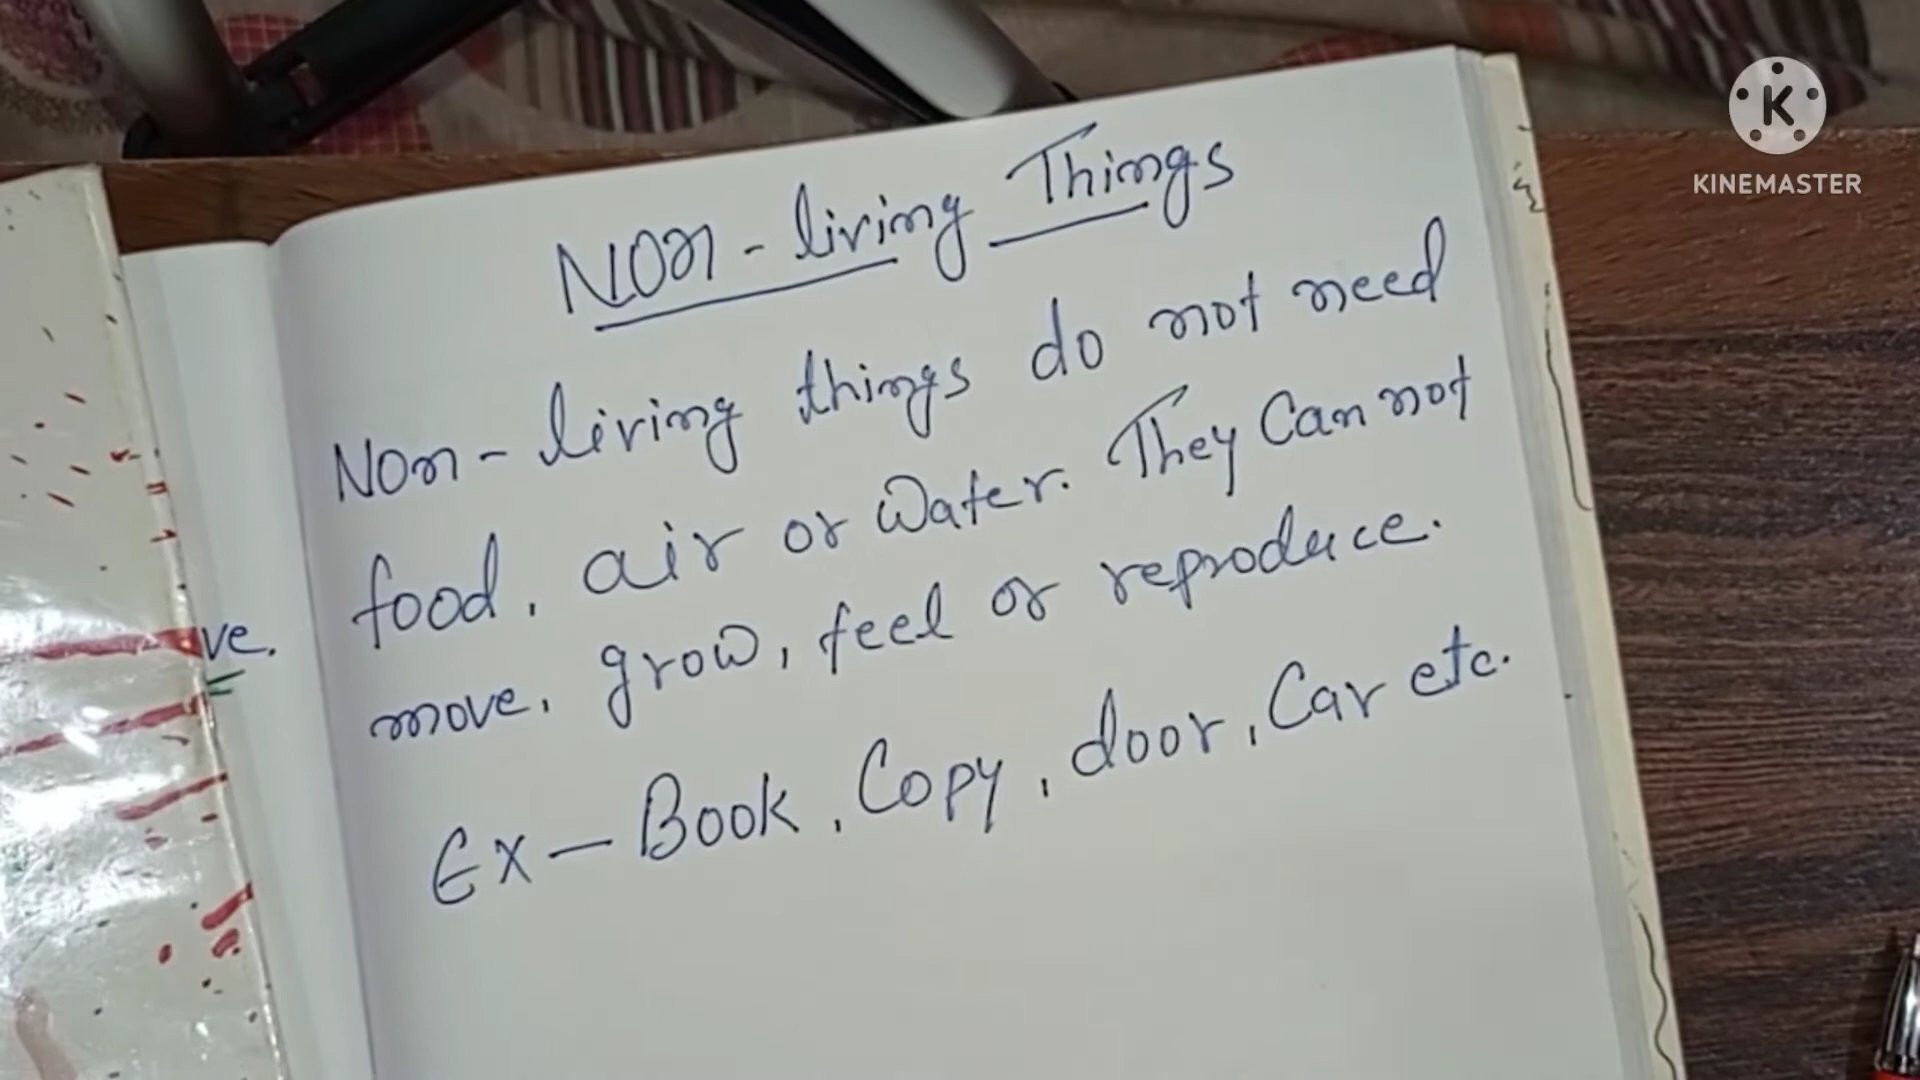 Non-living Things
Non-living things do not need
food, air or water. They Can not
move, grow, feel or reproduce.
Ex- Book, Copy, door, Car etc.
ve.
K
KINEMASTER